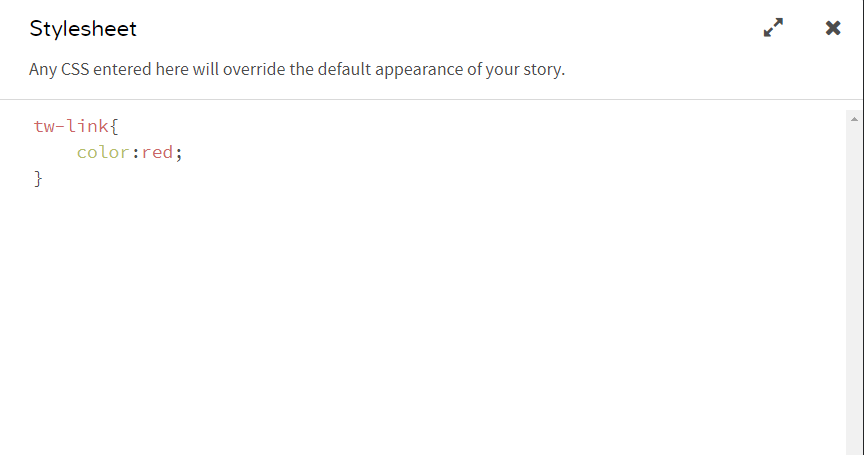 Stylesheet
Any CSS entered here will override the default appearance of your story.
tw-link{
    color:red;
}